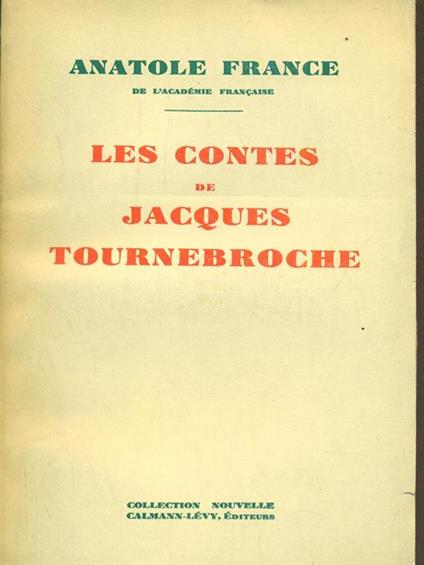 ANATOLE FRANCE
DE L'ACADÉMIE FRANÇAISE
LES CONTES
DE
JACQUES
TOURNEBROCHE
COLLECTION NOUVELLE
CALMANN-LÉVY, ÉDITEURS